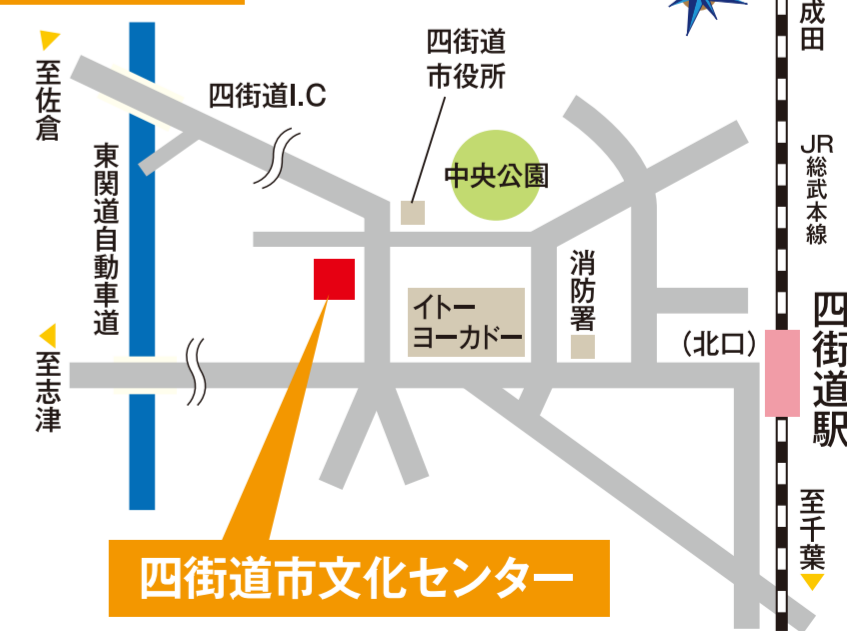 成田
至佐倉
四街道I.C
四街道
市役所
東関道自動車道
中央公園
JR総武本線
消防署
イトー
ヨーカドー
(北口)
四街道駅
至志津
至千葉
四街道市文化センター